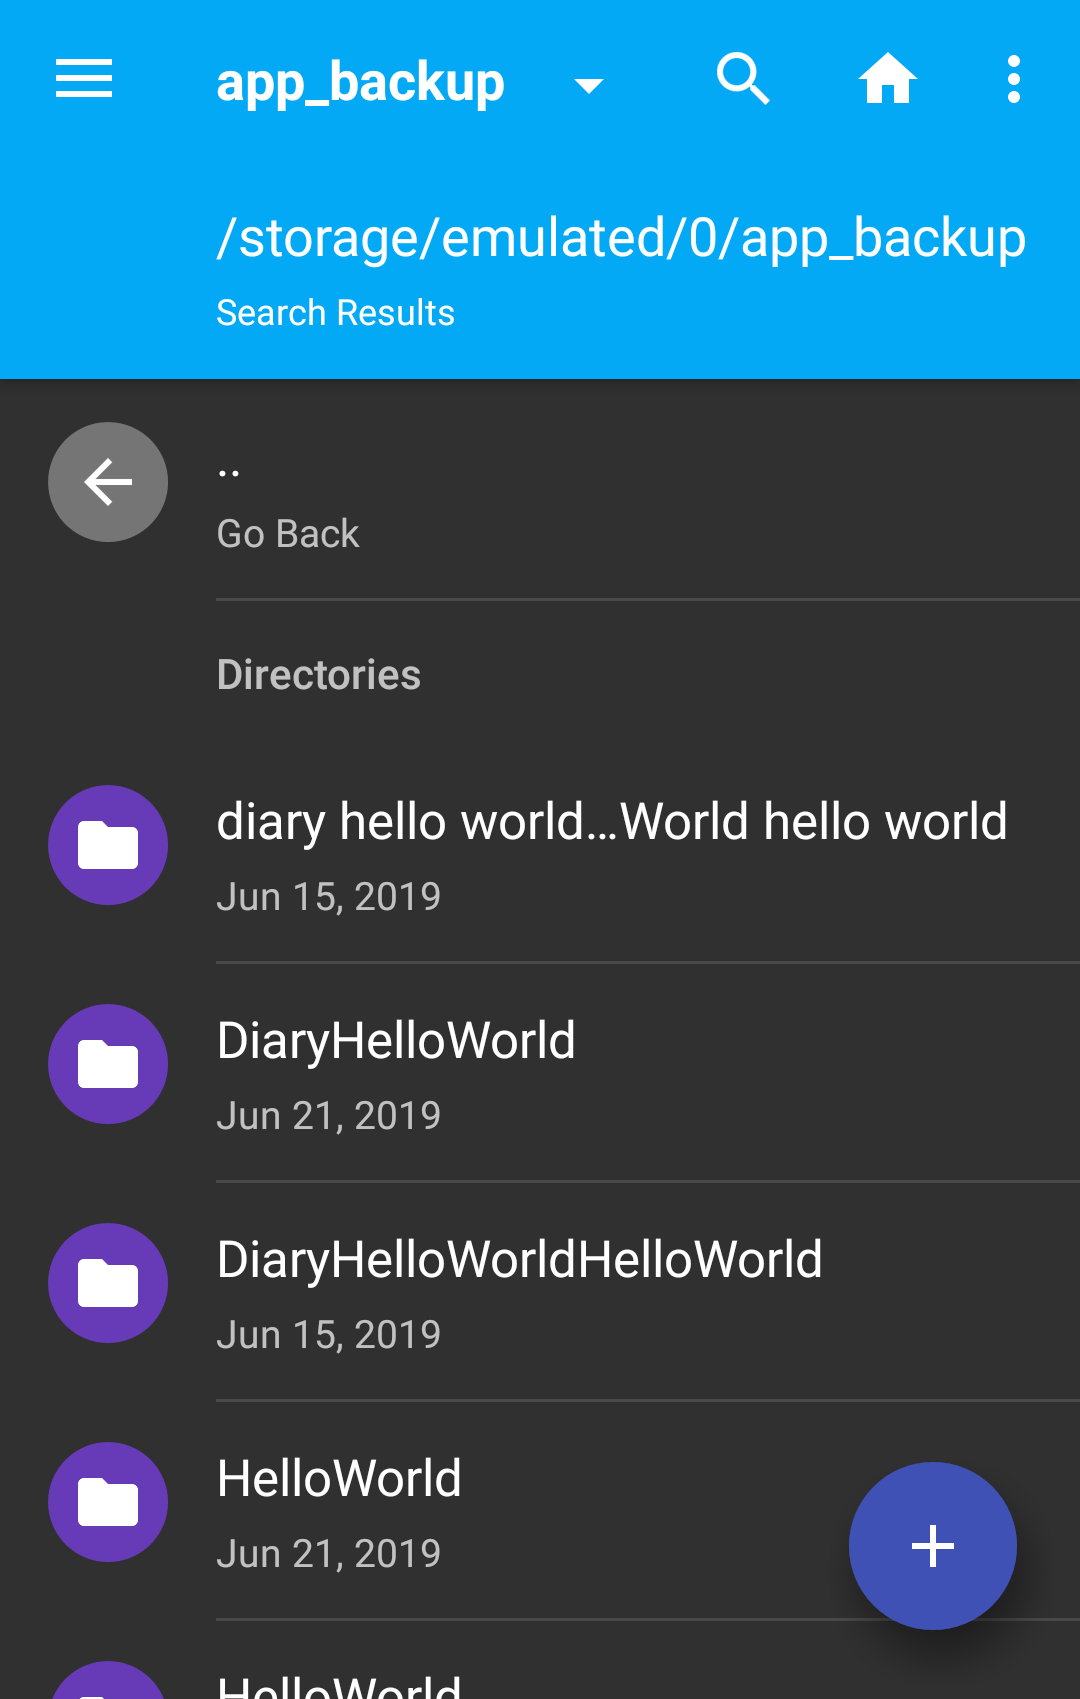 app_backup
/storage/emulated/0/app_backup
Search Results
..
Go Back
Directories
diary hello world...World hello world
Jun 15, 2019
DiaryHelloWorld
Jun 21, 2019
DiaryHelloWorldHelloWorld
Jun 15, 2019
HelloWorld
Jun 21, 2019
HelloWorld